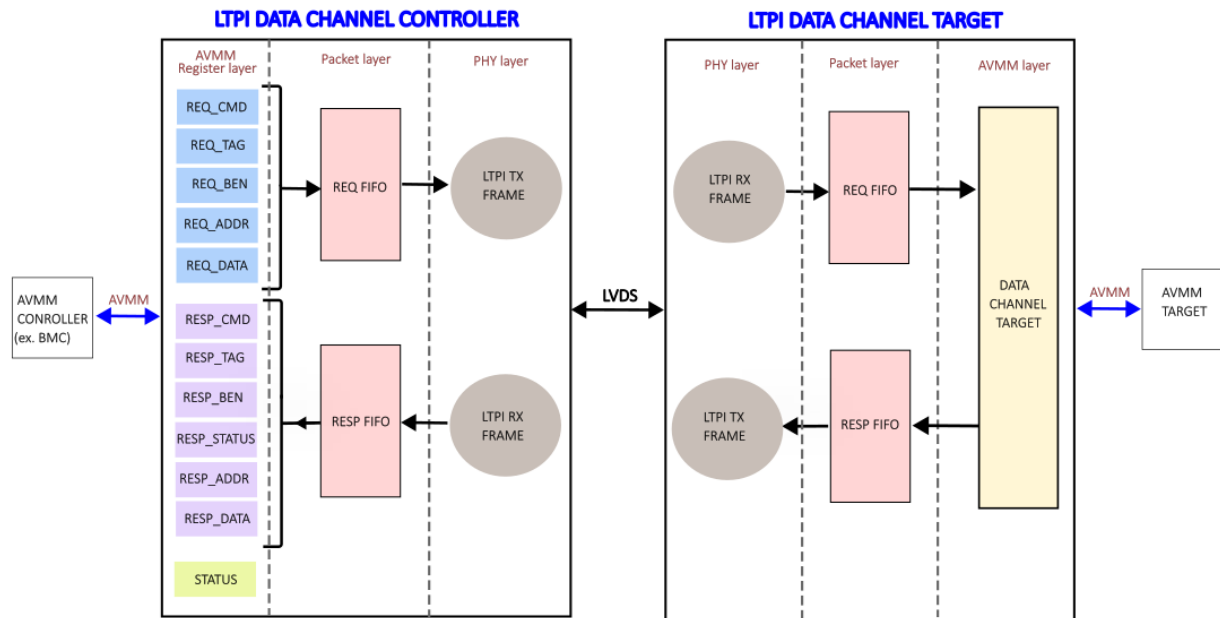 LTPI DATA CHANNEL CONTROLLER
AVMM
Register layer
Packet layer
PHY layer
REQ_CMD
REQ_TAG
REQ_BEN
REQ_ADDR
REQ_DATA
REQ FIFO
LTPI TX
FRAME
RESP_CMD
RESP_TAG
RESP_BEN
RESP_STATUS
RESP_ADDR
RESP_DATA
RESP FIFO
LTPI RX
FRAME
STATUS
AVMM
CONROLLER
(ex. BMC)
AVMM
LVDS
LTPI DATA CHANNEL TARGET
PHY layer
Packet layer
AVMM layer
LTPI RX
FRAME
REQ FIFO
DATA
CHANNEL
TARGET
LTPI TX
FRAME
RESP FIFO
AVMM
AVMM
TARGET